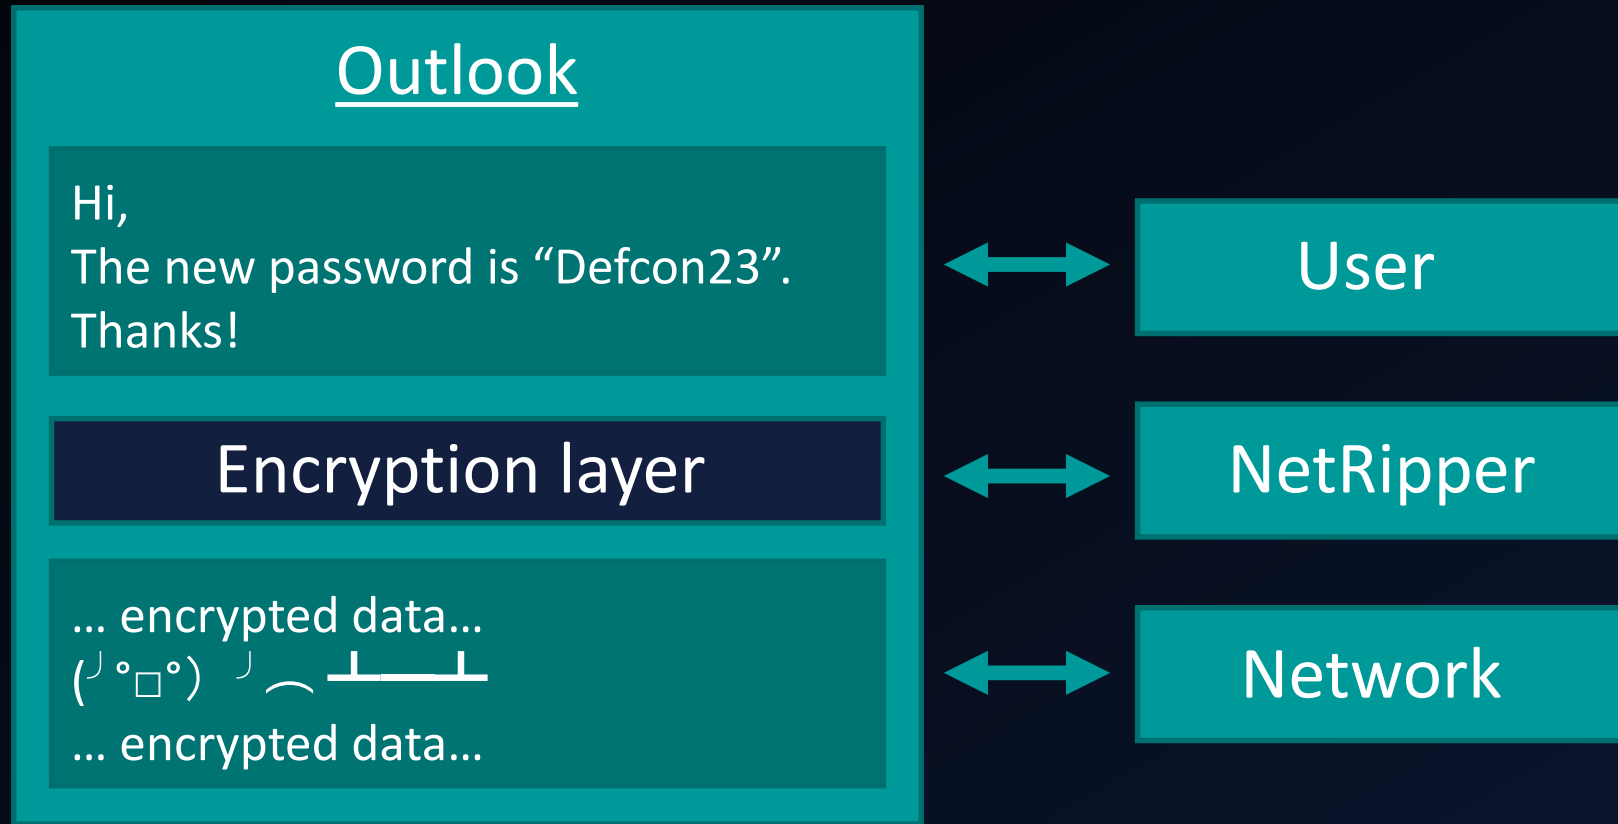 Outlook
Hi,
The new password is “Defcon23”.
Thanks!
User
Encryption layer
NetRipper
... encrypted data...
(╯°□°）╯︵ ┻━┻
... encrypted data...
Network